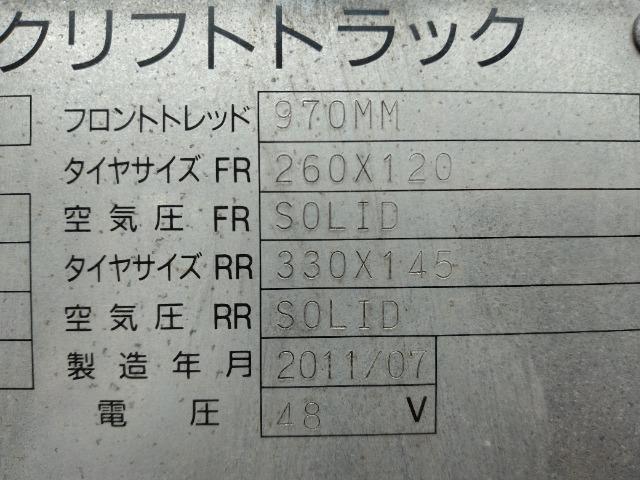 クリフトトラック
フロントトレッド 970MM
タイヤサイズ FR 260X120
空気圧 FR SOLID
タイヤサイズ RR 330X145
空気圧 RR SOLID
製造年月 2011/07
電圧 48 V